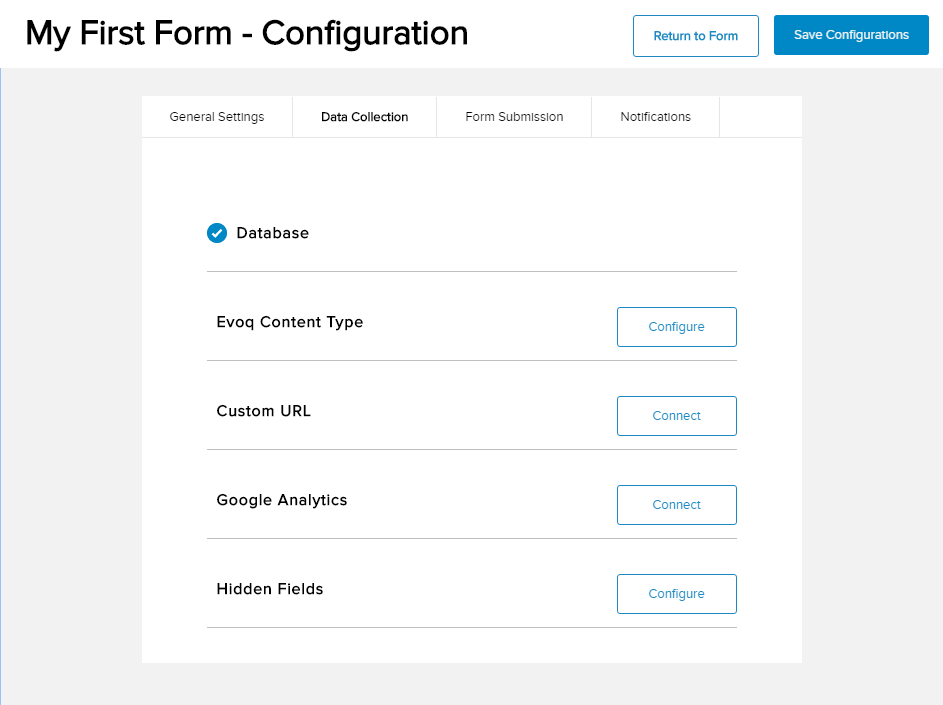 My First Form - Configuration
Return to Form
Save Configurations
General Settings
Data Collection
Form Submission
Notifications
Database
Evoq Content Type
Configure
Custom URL
Connect
Google Analytics
Connect
Hidden Fields
Configure